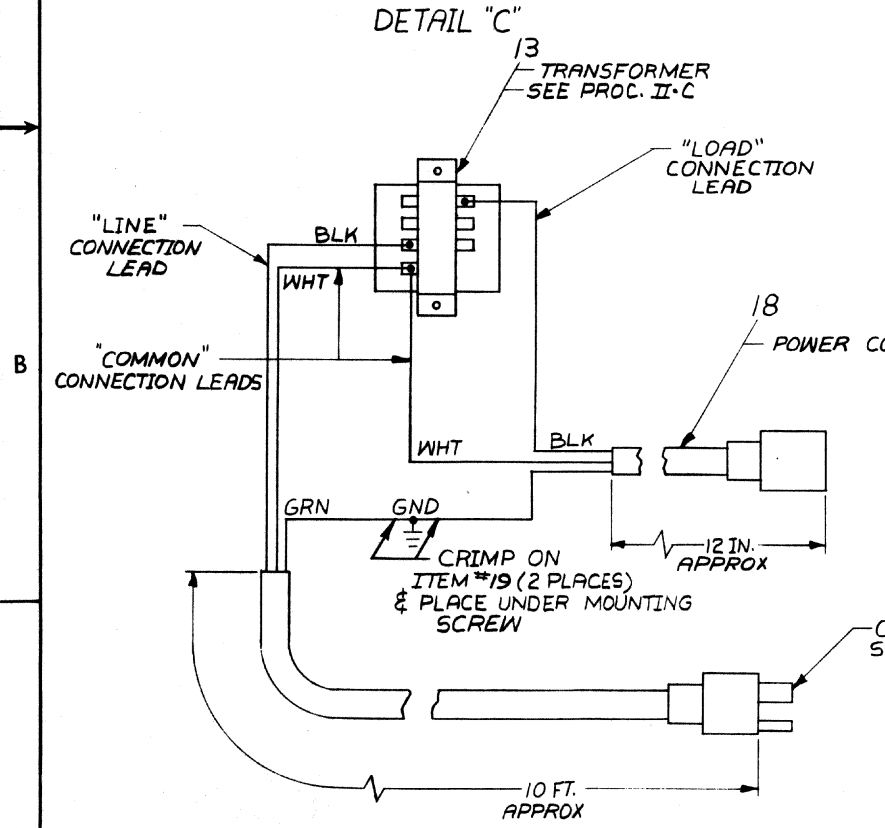 DETAIL "C"
13
TRANSFORMER
SEE PROC. II-C
"LOAD"
CONNECTION
LEAD
"LINE"
CONNECTION
LEAD
BLK
WHT
18
POWER CO
B
"COMMON"
CONNECTION LEADS
WHT
BLK
GRN
GND
12 IN.
APPROX
CRIMP ON
ITEM #19 (2 PLACES)
& PLACE UNDER MOUNTING
SCREW
10 FT.
APPROX